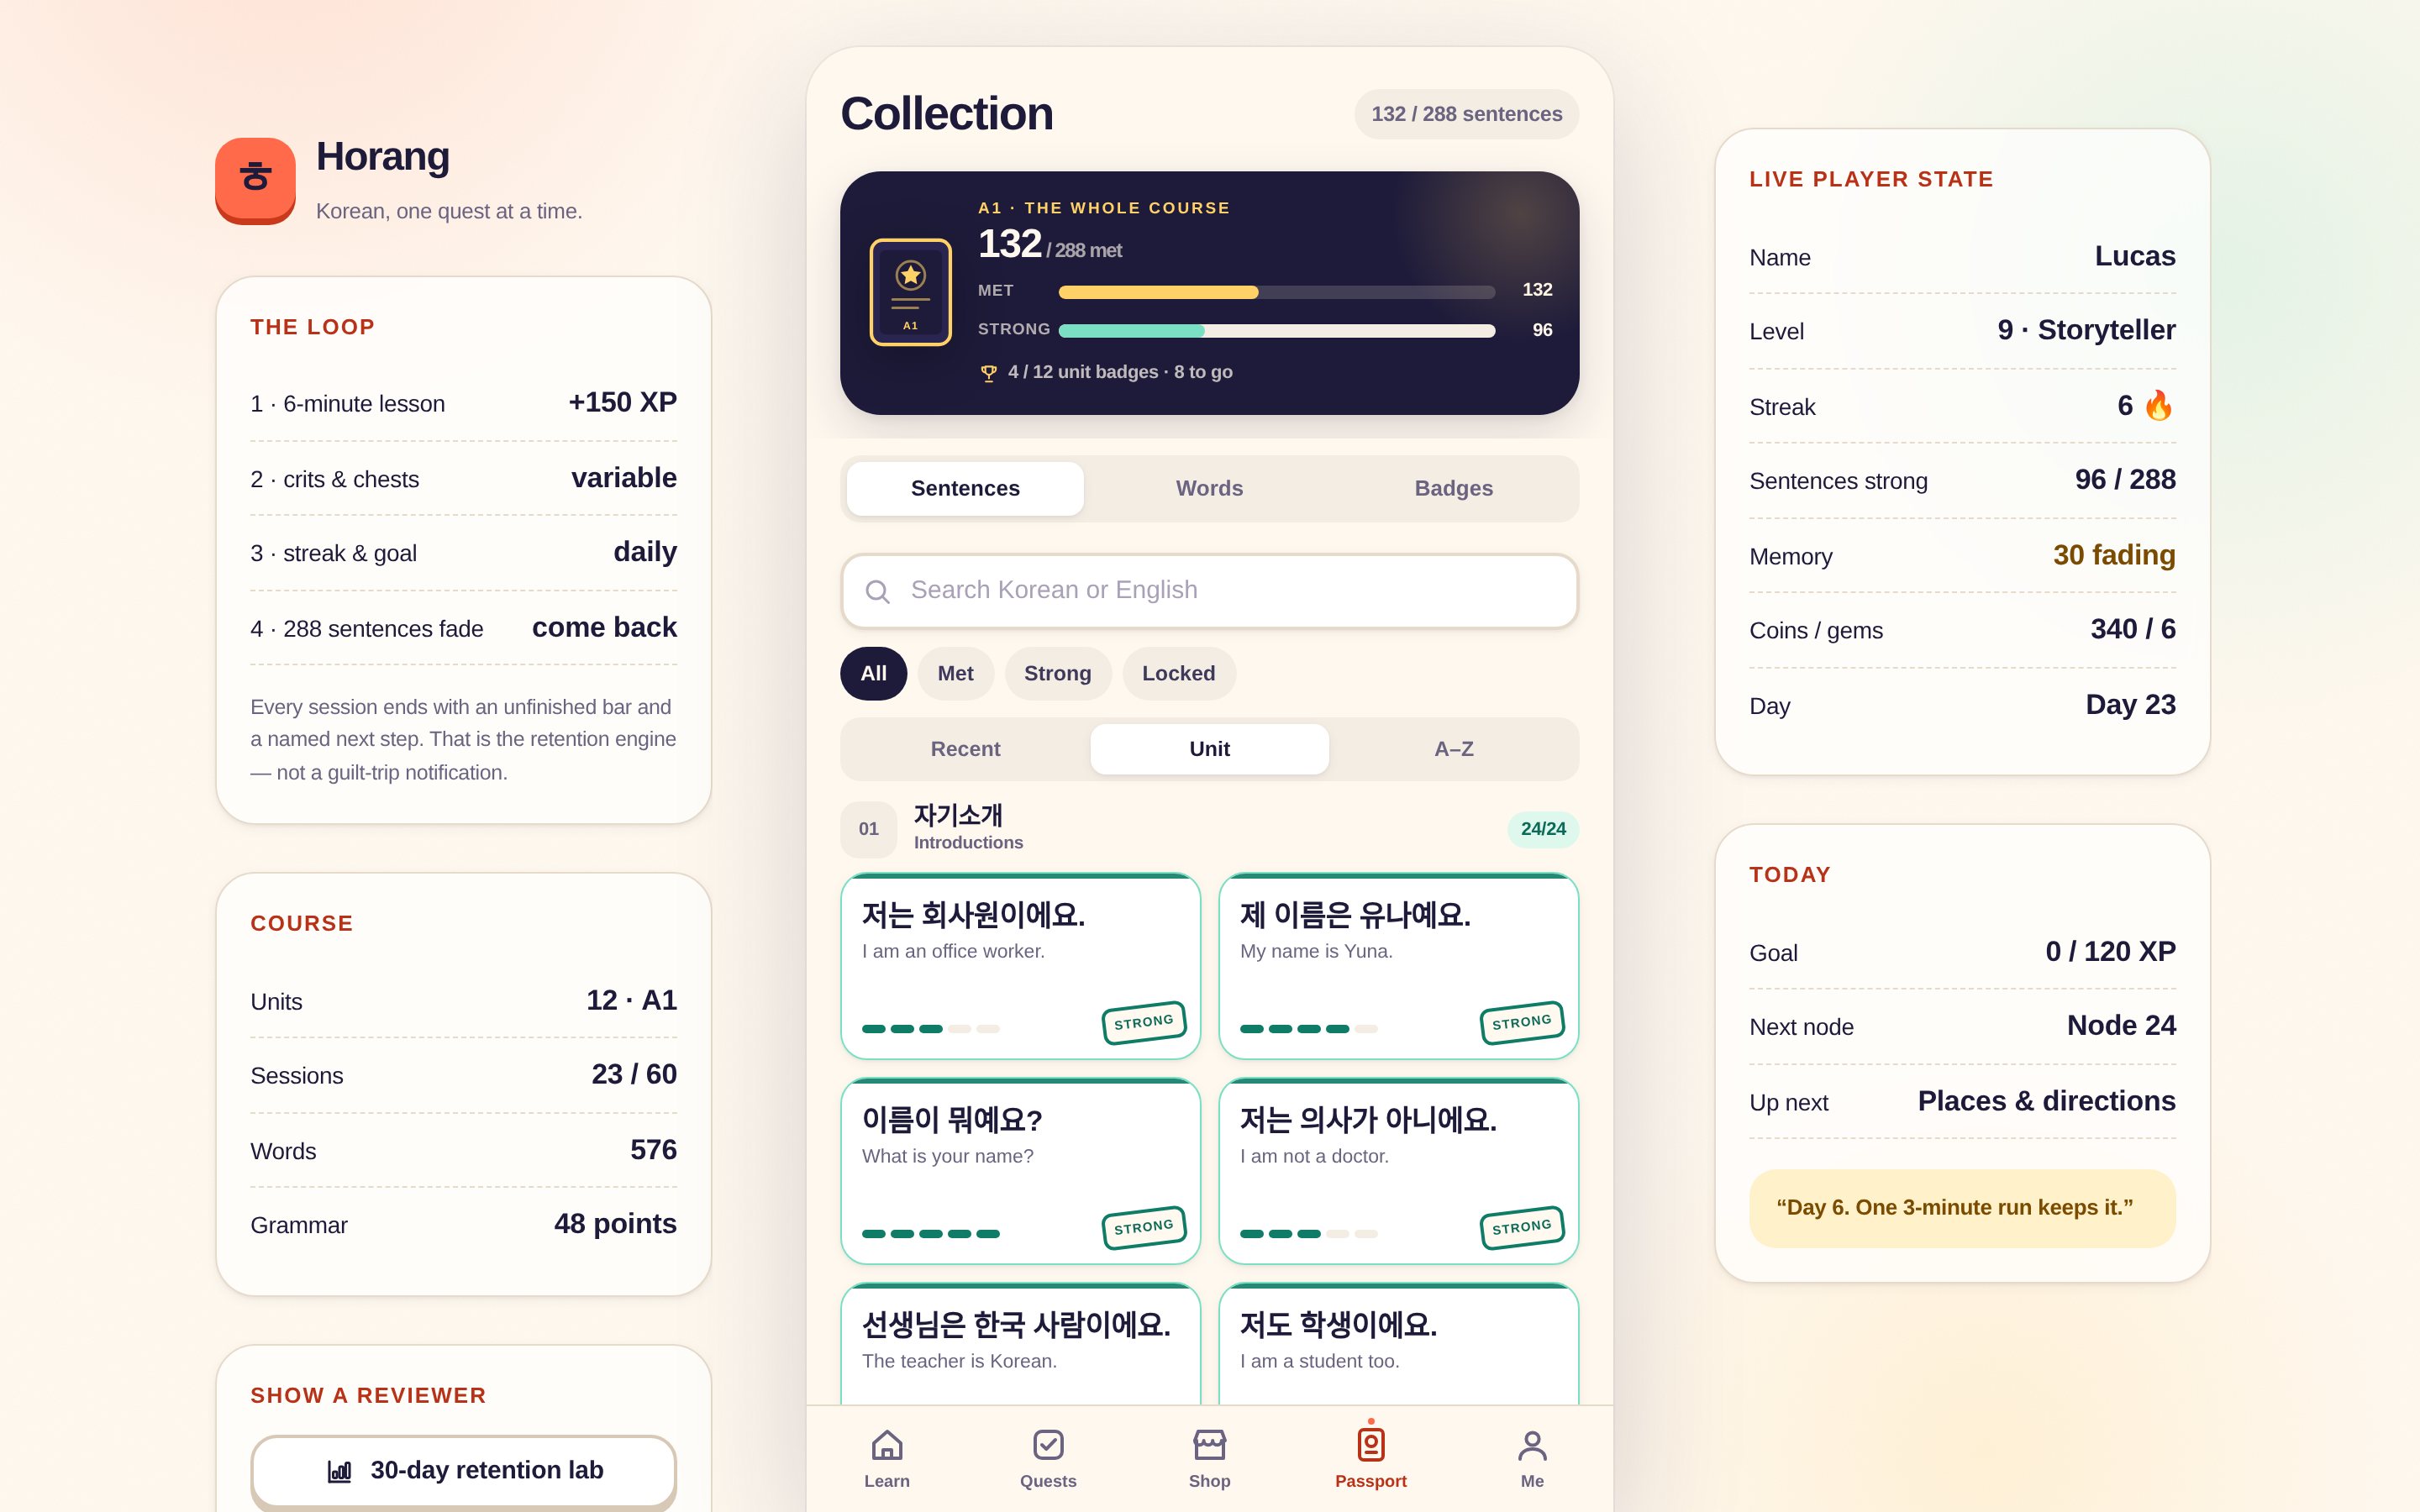 ㅎ
Horang
Korean, one quest at a time.
THE LOOP
1 · 6-minute lesson +150 XP
2 · crits & chests variable
3 · streak & goal daily
4 · 288 sentences fade come back
Every session ends with an unfinished bar and
a named next step. That is the retention engine
— not a guilt-trip notification.
COURSE
Units 12 · A1
Sessions 23 / 60
Words 576
Grammar 48 points
SHOW A REVIEWER
30-day retention lab
Collection
132 / 288 sentences
A1 · THE WHOLE COURSE
132 / 288 met
MET 132
STRONG 96
A1
4 / 12 unit badges · 8 to go
Sentences Words Badges
Search Korean or English
All Met Strong Locked
Recent Unit A–Z
01 자기소개 24/24
Introductions
저는 회사원이에요.
I am an office worker.
STRONG
제 이름은 유나예요.
My name is Yuna.
STRONG
이름이 뭐예요?
What is your name?
STRONG
저는 의사가 아니에요.
I am not a doctor.
STRONG
선생님은 한국 사람이에요.
The teacher is Korean.
저도 학생이에요.
I am a student too.
Learn Quests Shop Passport Me
LIVE PLAYER STATE
Name Lucas
Level 9 · Storyteller
Streak 6 🔥
Sentences strong 96 / 288
Memory 30 fading
Coins / gems 340 / 6
Day Day 23
TODAY
Goal 0 / 120 XP
Next node Node 24
Up next Places & directions
“Day 6. One 3-minute run keeps it.”